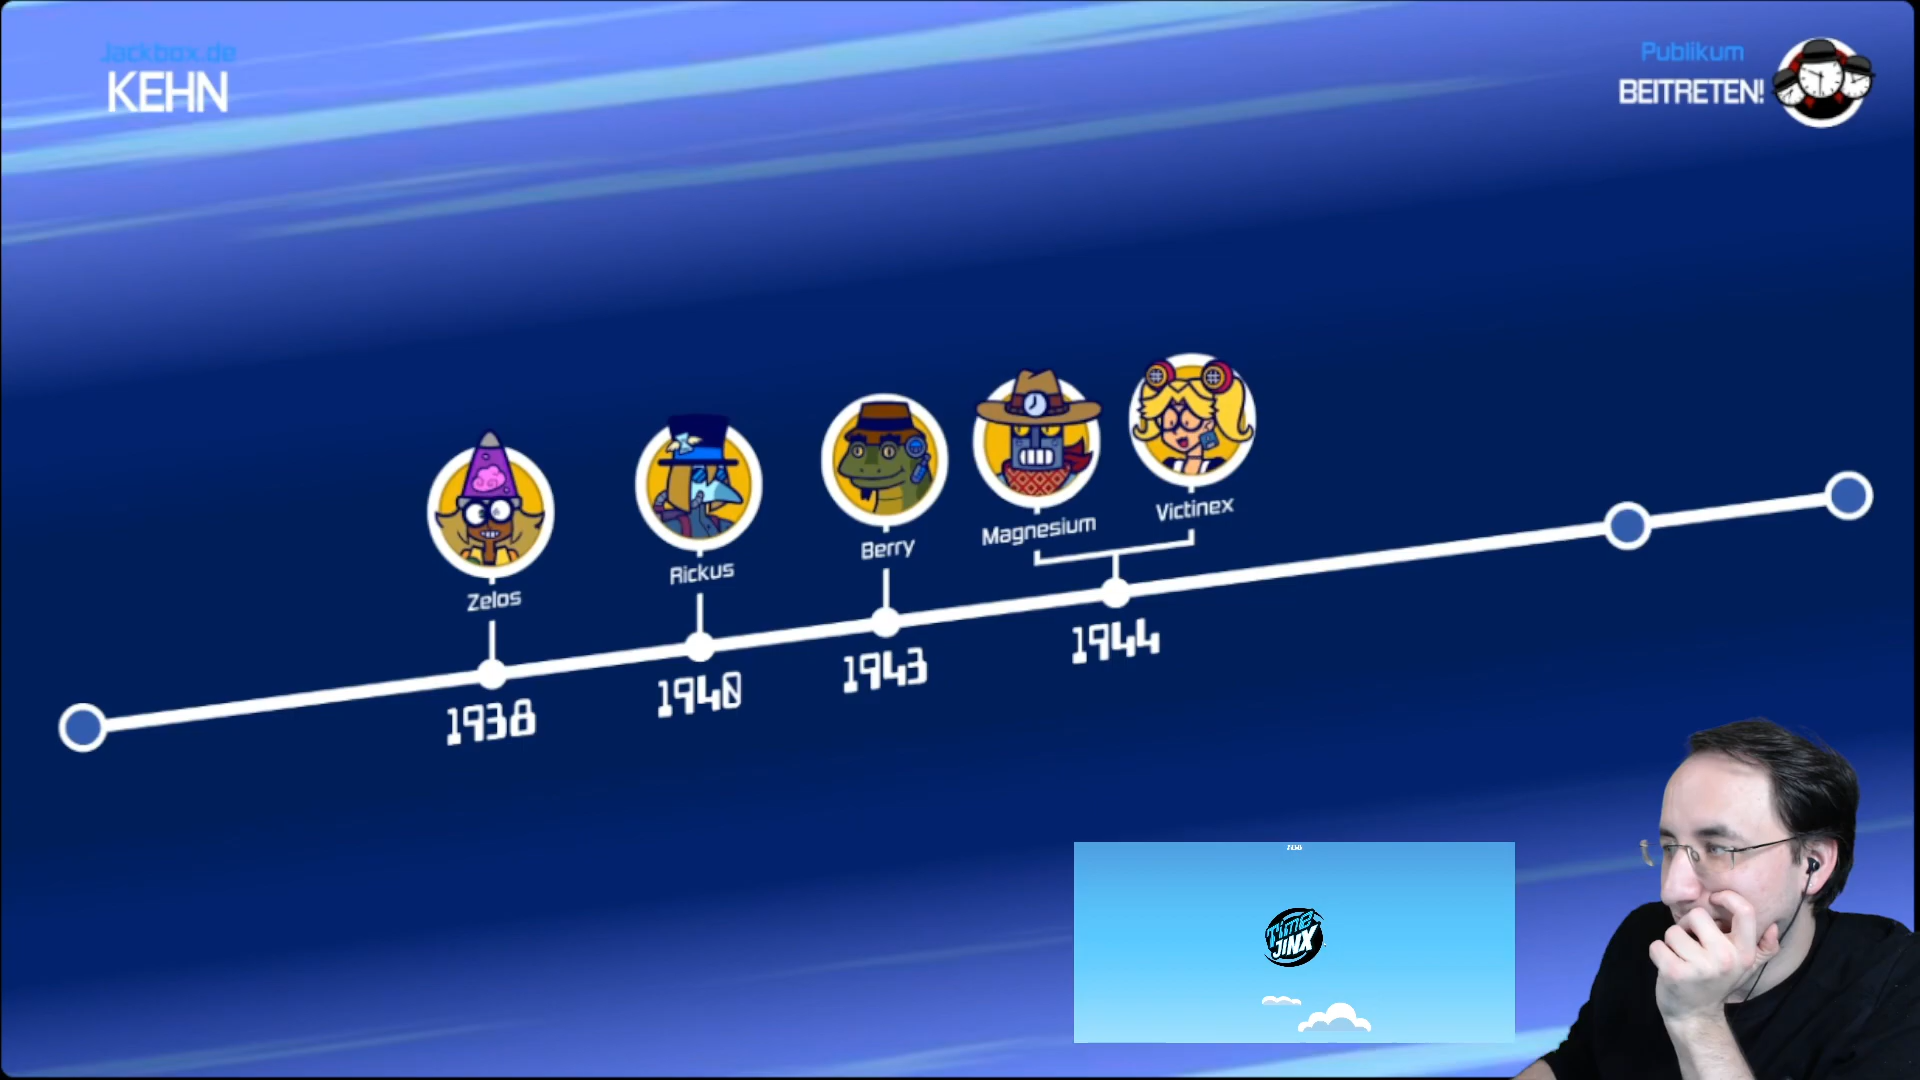 Jackbox.de
KEHN
Publikum
BEITRETEN!
Zelos
Rickus
Berry
Magnesium
Victinex
1938
1940
1943
1944
Time
JINX